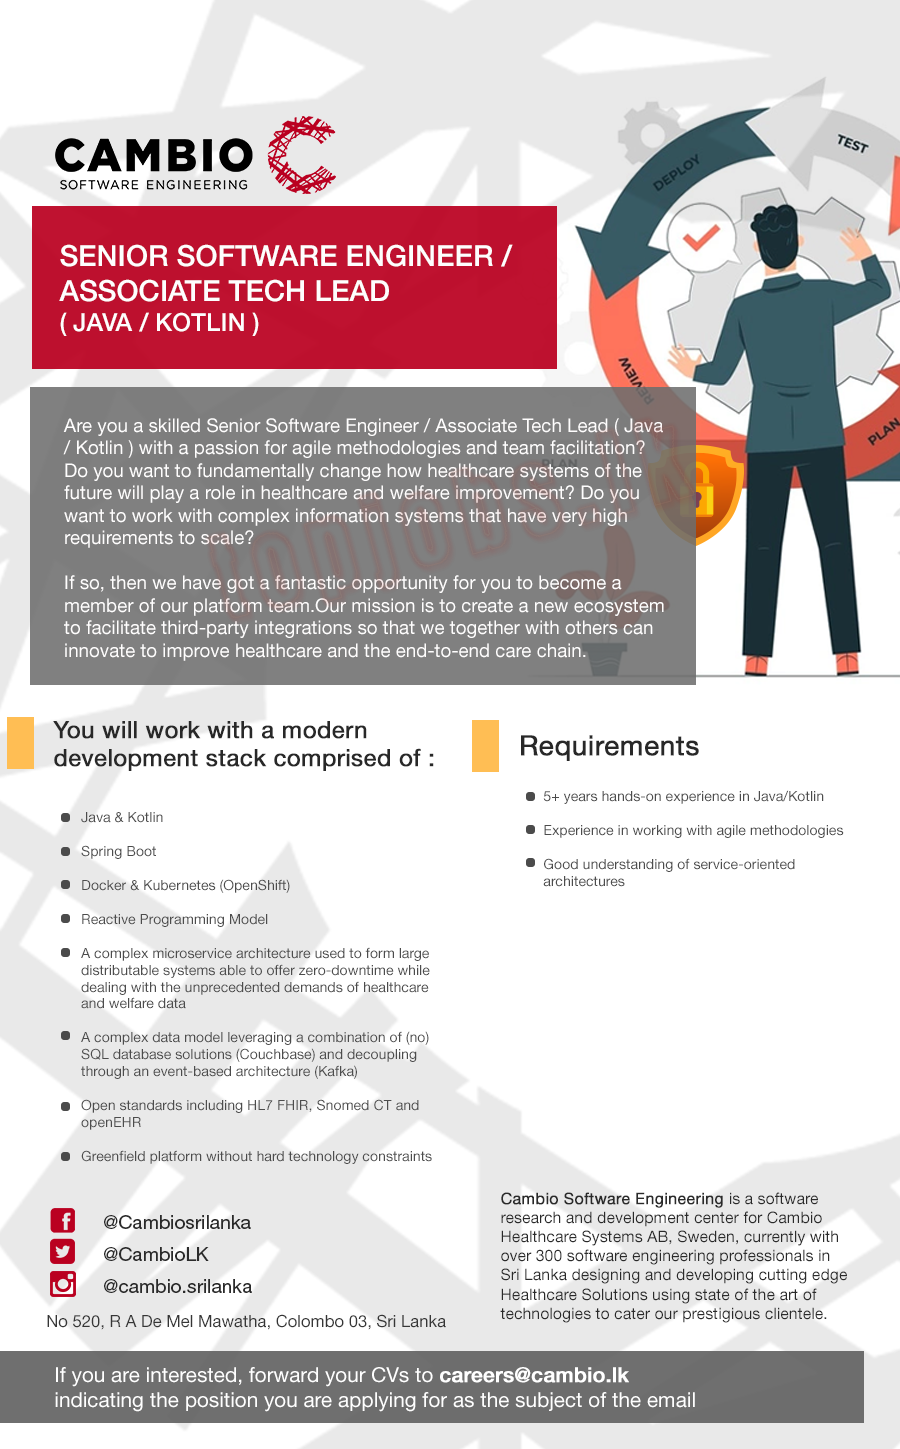 CAMBIO
SOFTWARE ENGINEERING
DEPLOY
TEST
SENIOR SOFTWARE ENGINEER /
ASSOCIATE TECH LEAD
( JAVA / KOTLIN )
REVIEW
PLAN
Are you a skilled Senior Software Engineer / Associate Tech Lead ( Java
/ Kotlin ) with a passion for agile methodologies and team facilitation?
Do you want to fundamentally change how healthcare systems of the
future will play a role in healthcare and welfare improvement? Do you
want to work with complex information systems that have very high
requirements to scale?
PLAN
If so, then we have got a fantastic opportunity for you to become a
member of our platform team.Our mission is to create a new ecosystem
to facilitate third-party integrations so that we together with others can
innovate to improve healthcare and the end-to-end care chain.
You will work with a modern
development stack comprised of :
Java & Kotlin
Spring Boot
Docker & Kubernetes (OpenShift)
Reactive Programming Model
A complex microservice architecture used to form large
distributable systems able to offer zero-downtime while
dealing with the unprecedented demands of healthcare
and welfare data
A complex data model leveraging a combination of (no)
SQL database solutions (Couchbase) and decoupling
through an event-based architecture (Kafka)
Open standards including HL7 FHIR, Snomed CT and
openEHR
Greenfield platform without hard technology constraints
Requirements
5+ years hands-on experience in Java/Kotlin
Experience in working with agile methodologies
Good understanding of service-oriented
architectures
@Cambiosrilanka
@CambioLK
@cambio.srilanka
No 520, R A De Mel Mawatha, Colombo 03, Sri Lanka
Cambio Software Engineering is a software
research and development center for Cambio
Healthcare Systems AB, Sweden, currently with
over 300 software engineering professionals in
Sri Lanka designing and developing cutting edge
Healthcare Solutions using state of the art of
technologies to cater our prestigious clientele.
If you are interested, forward your CVs to careers@cambio.lk
indicating the position you are applying for as the subject of the email